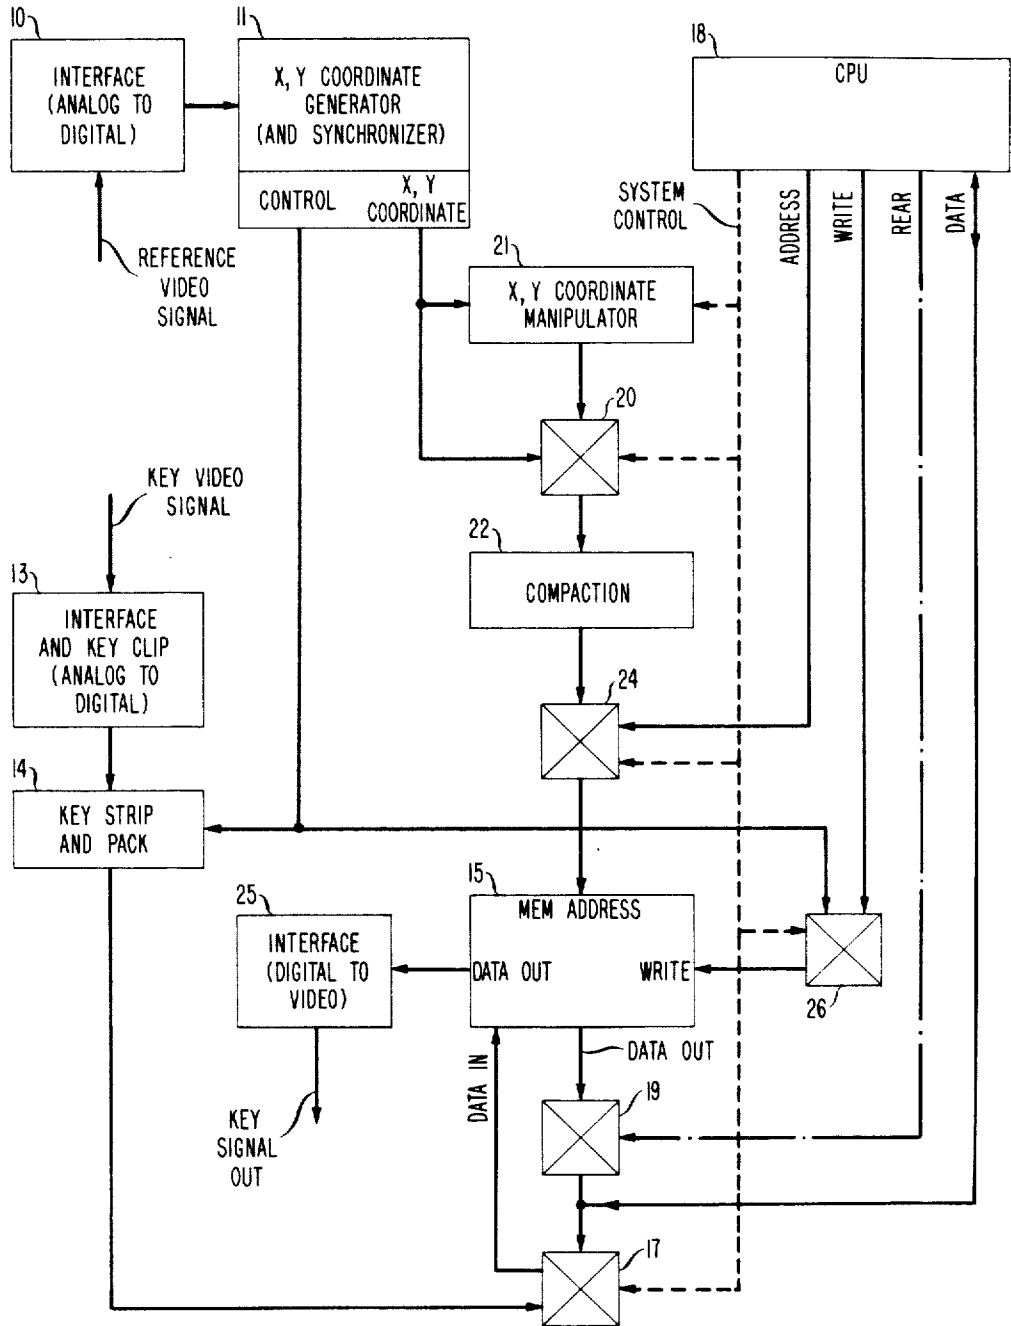 10
INTERFACE
(ANALOG TO
DIGITAL)
11
X, Y COORDINATE
GENERATOR
(AND SYNCHRONIZER)
CONTROL
X, Y
COORDINATE
18
CPU
SYSTEM
CONTROL
ADDRESS
WRITE
REAR
DATA
REFERENCE
VIDEO
SIGNAL
21
X, Y COORDINATE
MANIPULATOR
20
KEY VIDEO
SIGNAL
22
COMPACTION
13
INTERFACE
AND KEY CLIP
(ANALOG TO
DIGITAL)
24
14
KEY STRIP
AND PACK
15
MEM ADDRESS
DATA OUT
WRITE
25
INTERFACE
(DIGITAL TO
VIDEO)
26
DATA IN
DATA OUT
KEY
SIGNAL
OUT
19
17